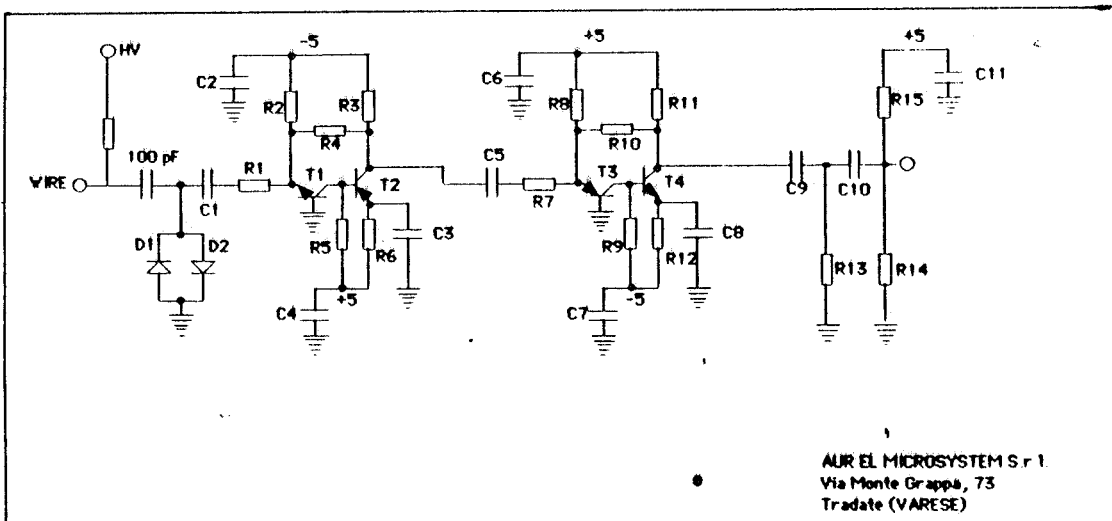 HV
-5
+5
+5
C2
C6
C11
R2
R3
R8
R11
R15
R4
R10
100 pF
R1
C5
T3
WIRE
T1
T2
T4
C1
R7
C9
C10
D1
D2
R5
R6
C3
R9
R12
C8
R13
R14
C4
+5
C7
-5
AUR EL MICROSYSTEM S.r l.
Via Monte Grappa, 73
Tradate (VARESE)